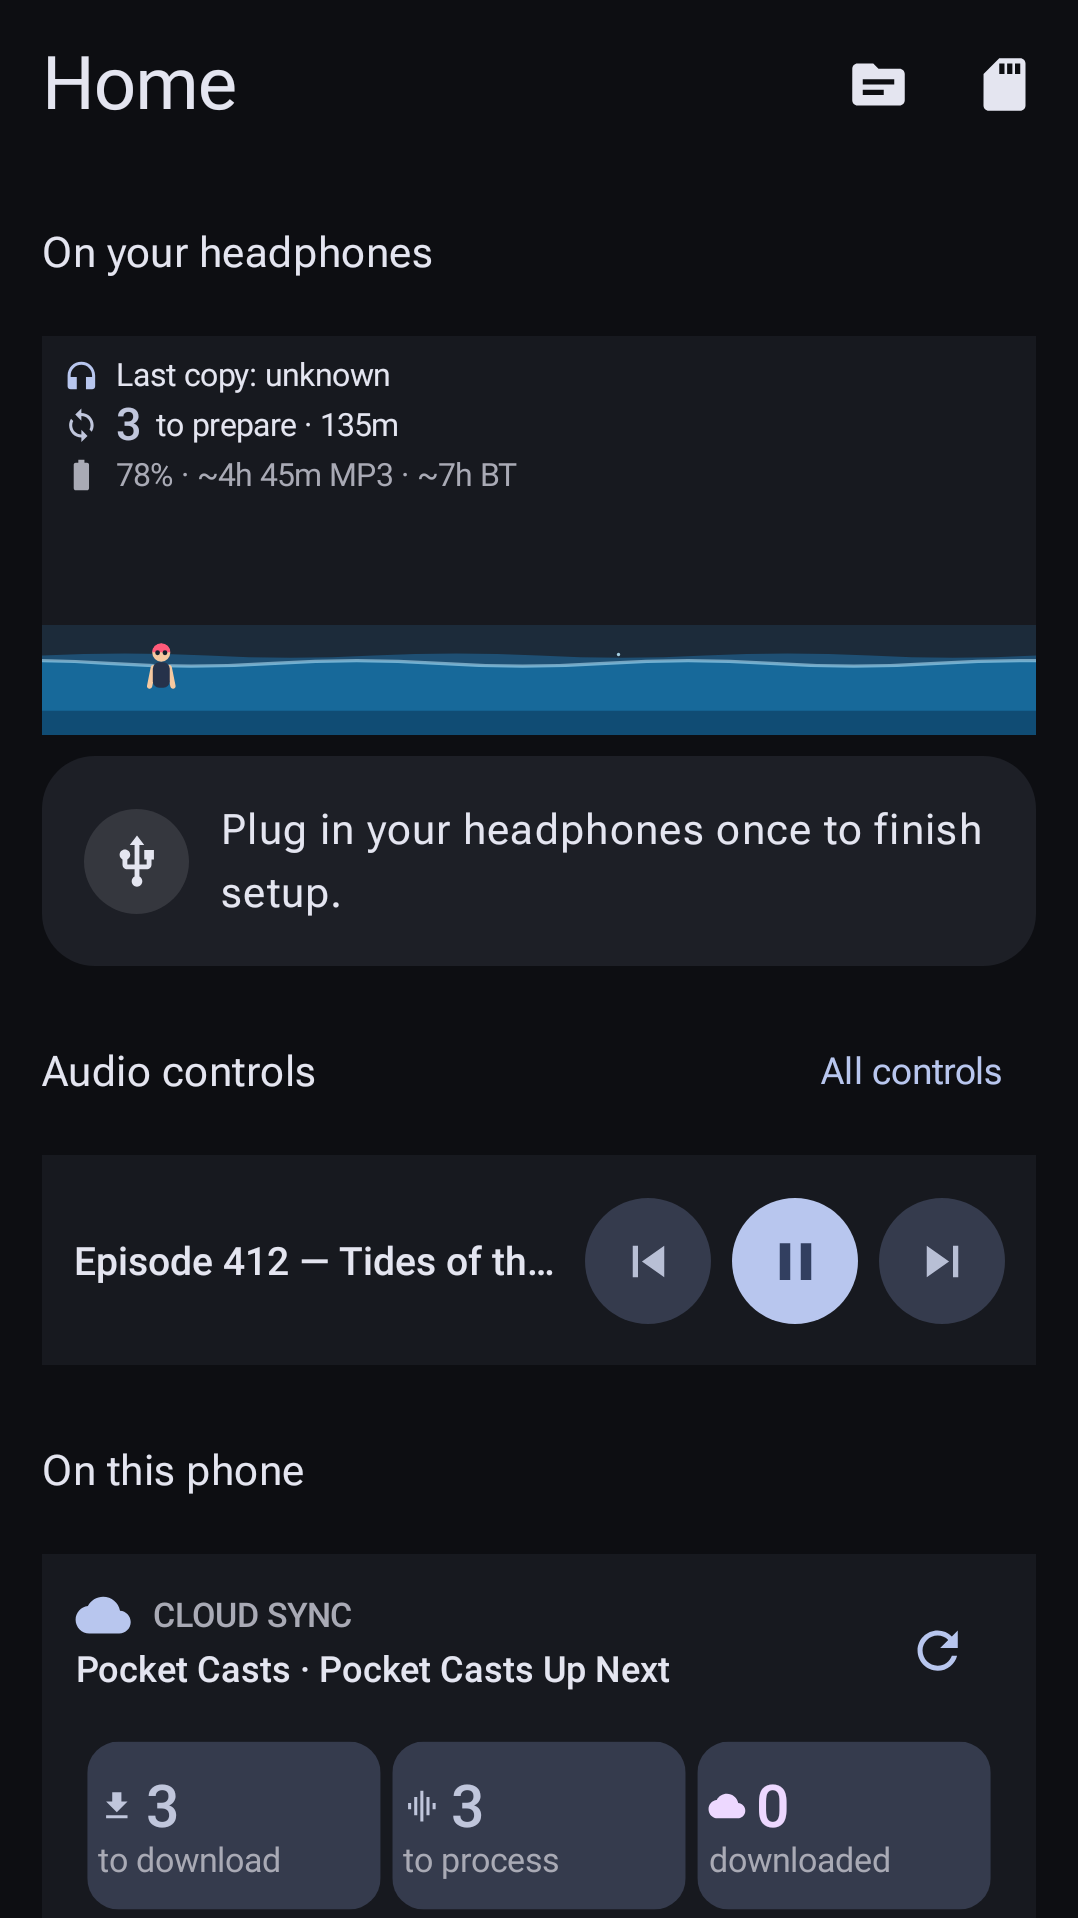 Home
On your headphones
Last copy: unknown
3 to prepare · 135m
78% · ~4h 45m MP3 · ~7h BT
Plug in your headphones once to finish
setup.
Audio controls
All controls
Episode 412 — Tides of th…
On this phone
CLOUD SYNC
Pocket Casts · Pocket Casts Up Next
3
to download
3
to process
0
downloaded